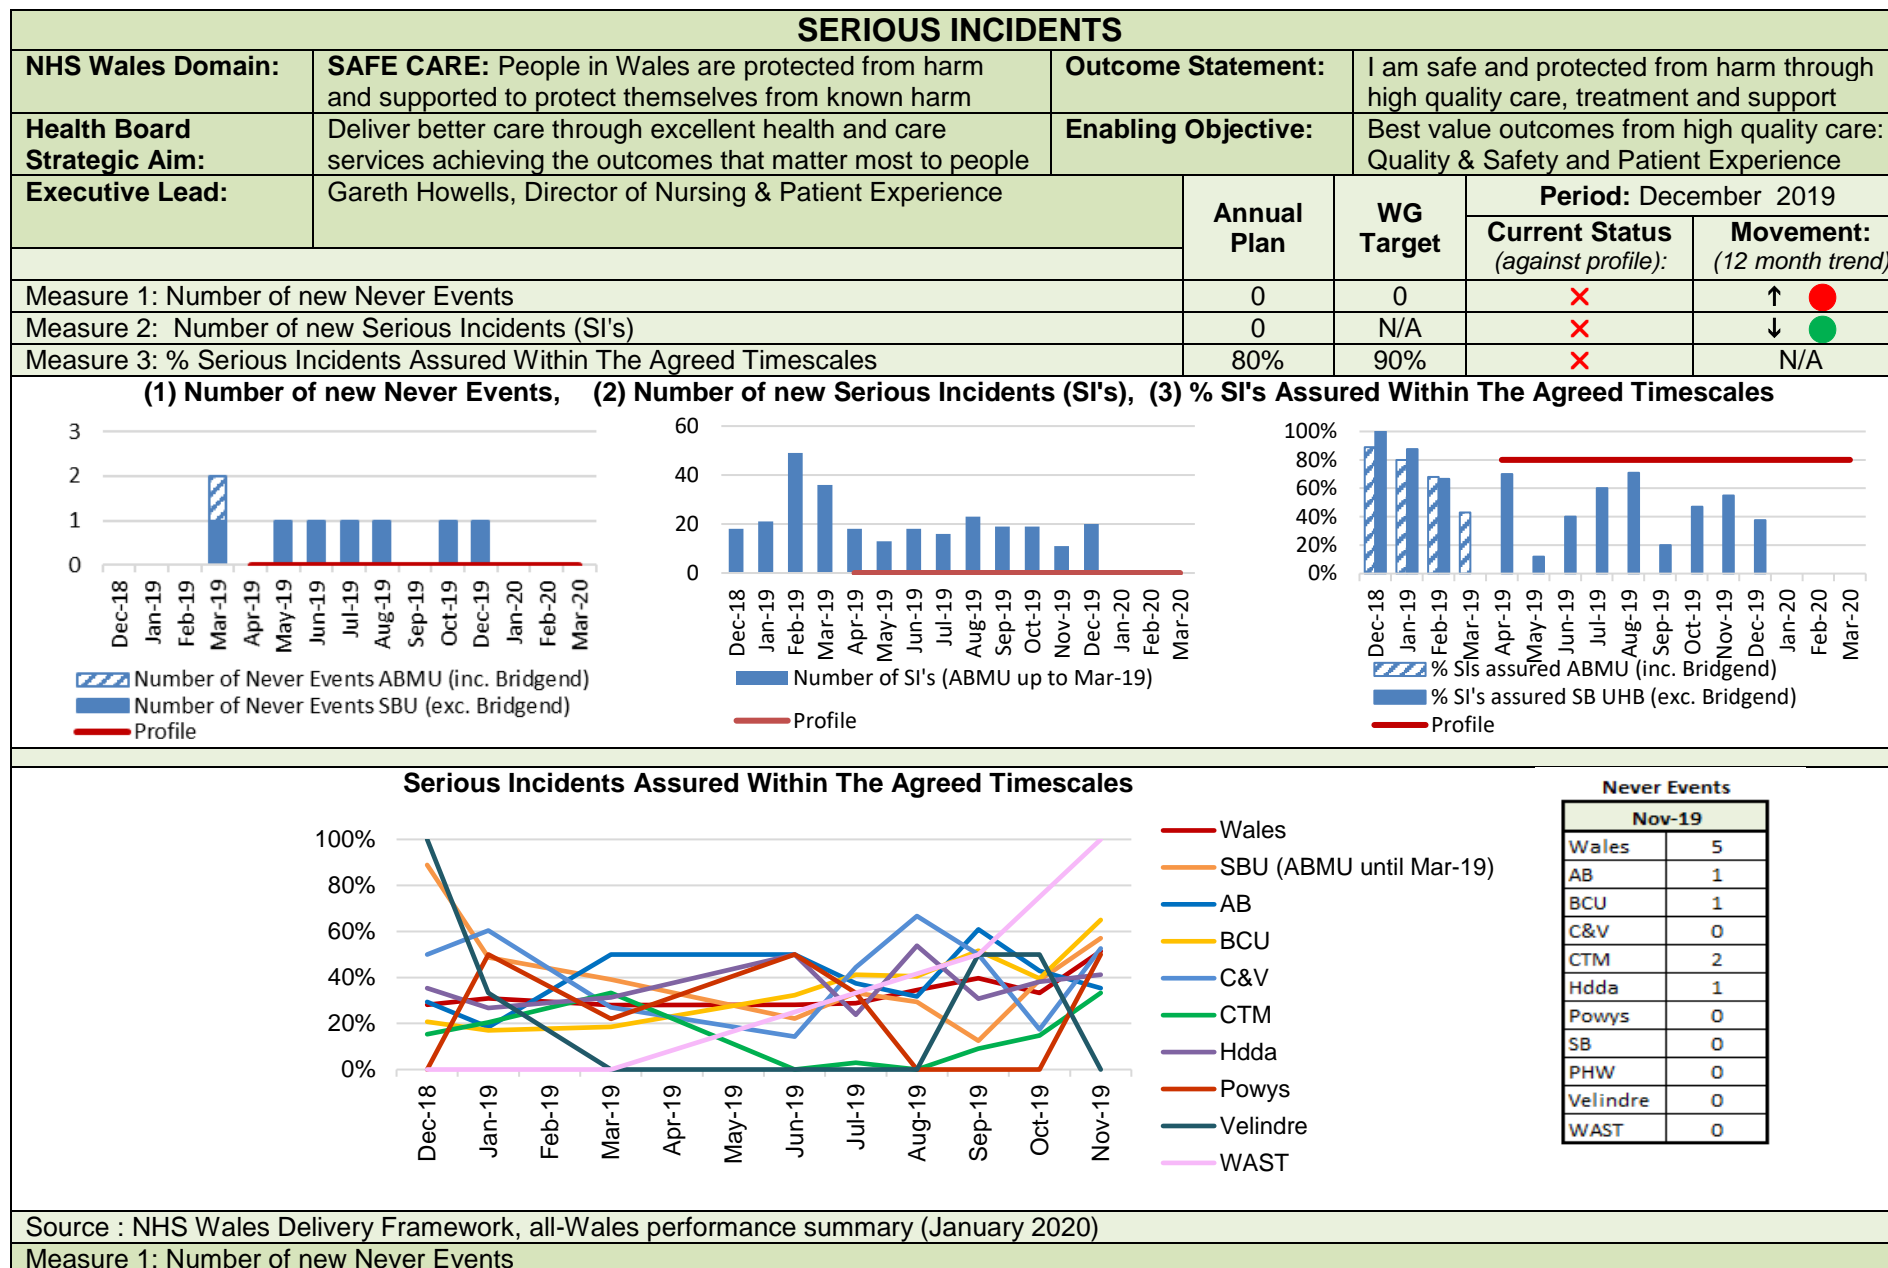 SERIOUS INCIDENTS
NHS Wales Domain:
SAFE CARE: People in Wales are protected from harm
and supported to protect themselves from known harm
Outcome Statement:
I am safe and protected from harm through
high quality care, treatment and support
Health Board
Strategic Aim:
Deliver better care through excellent health and care
services achieving the outcomes that matter most to people
Enabling Objective:
Best value outcomes from high quality care:
Quality & Safety and Patient Experience
Executive Lead:
Gareth Howells, Director of Nursing & Patient Experience
Annual
Plan
WG
Target
Period: December 2019
Current Status
(against profile):
Movement:
(12 month trend)
Measure 1: Number of new Never Events 0 0 ✕ ↑
Measure 2: Number of new Serious Incidents (SI's) 0 N/A ✕ ↓
Measure 3: % Serious Incidents Assured Within The Agreed Timescales 80% 90% ✕ N/A
(1) Number of new Never Events, (2) Number of new Serious Incidents (SI's), (3) % SI's Assured Within The Agreed Timescales
3
2
1
0
Dec-18
Jan-19
Feb-19
Mar-19
Apr-19
May-19
Jun-19
Jul-19
Aug-19
Sep-19
Oct-19
Dec-19
Jan-20
Feb-20
Mar-20
Number of Never Events ABMU (inc. Bridgend)
Number of Never Events SBU (exc. Bridgend)
Profile
60
40
20
0
Dec-18
Jan-19
Feb-19
Mar-19
Apr-19
May-19
Jun-19
Jul-19
Aug-19
Sep-19
Oct-19
Nov-19
Dec-19
Jan-20
Feb-20
Mar-20
Number of SI's (ABMU up to Mar-19)
Profile
100%
80%
60%
40%
20%
0%
Dec-18
Jan-19
Feb-19
Mar-19
Apr-19
May-19
Jun-19
Jul-19
Aug-19
Sep-19
Oct-19
Nov-19
Dec-19
Jan-20
Feb-20
Mar-20
% SIs assured ABMU (inc. Bridgend)
% SI's assured SB UHB (exc. Bridgend)
Profile
Serious Incidents Assured Within The Agreed Timescales
100%
80%
60%
40%
20%
0%
Dec-18
Jan-19
Feb-19
Mar-19
Apr-19
May-19
Jun-19
Jul-19
Aug-19
Sep-19
Oct-19
Nov-19
Wales
SBU (ABMU until Mar-19)
AB
BCU
C&V
CTM
Hdda
Powys
Velindre
WAST
Never Events
Nov-19
Wales 5
AB 1
BCU 1
C&V 0
CTM 2
Hdda 1
Powys 0
SB 0
PHW 0
Velindre 0
WAST 0
Source : NHS Wales Delivery Framework, all-Wales performance summary (January 2020)
Measure 1: Number of new Never Events